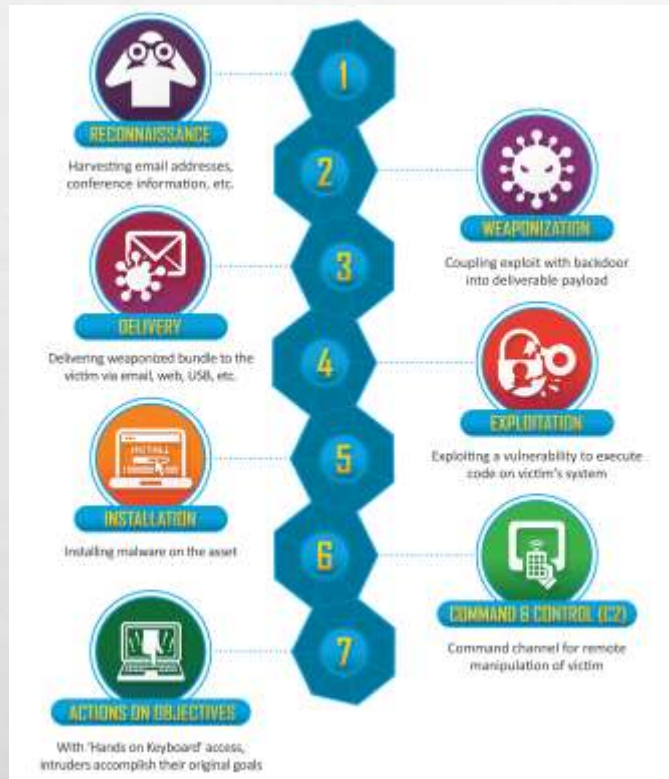 1
RECONNAISSANCE
Harvesting email addresses,
conference information, etc.
2
WEAPONIZATION
Coupling exploit with backdoor
into deliverable payload
3
DELIVERY
Delivering weaponized bundle to the
victim via email, web, USB, etc.
4
EXPLOITATION
Exploiting a vulnerability to execute
code on victim's system
5
INSTALL
INSTALLATION
Installing malware on the asset
6
COMMAND & CONTROL (C2)
Command channel for remote
manipulation of victim
7
ACTIONS ON OBJECTIVES
With 'Hands on Keyboard' access,
intruders accomplish their original goals